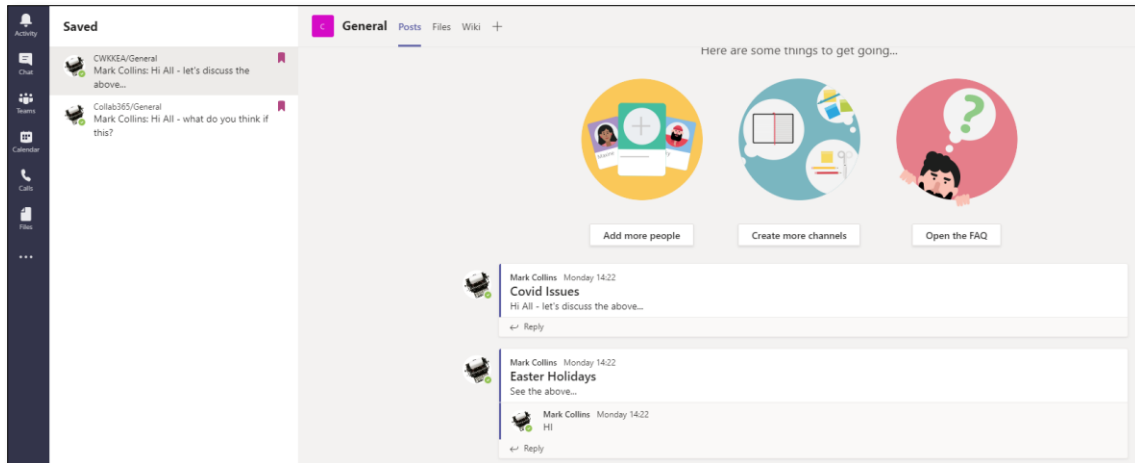 Activity
Chat
Teams
Calendar
Calls
Files
...
Saved
CWKKEA/General
Mark Collins: Hi All - let's discuss the
above...
Collab365/General
Mark Collins: Hi All - what do you think if
this?
C
General Posts Files Wiki +
Here are some things to get going...
Add more people
Create more channels
Open the FAQ
Mark Collins Monday 14:22
Covid Issues
Hi All - let's discuss the above...
Reply
Mark Collins Monday 14:22
Easter Holidays
See the above...
Mark Collins Monday 14:22
HI
Reply